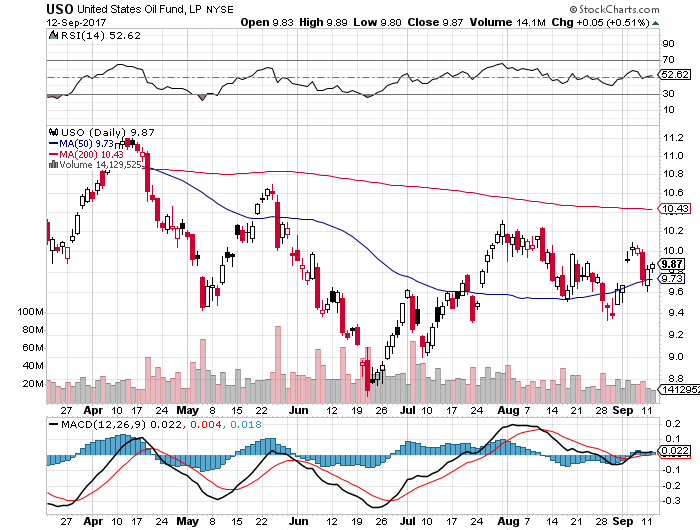 USO United States Oil Fund, LP NYSE © StockCharts.com
12-Sep-2017 Open 9.83 High 9.89 Low 9.80 Close 9.87 Volume 14.1M Chg +0.05 (+0.51%)
RSI(14) 52.62
90
70
52.62
30
10
USO (Daily) 9.87
MA(50) 9.73
MA(200) 10.43
Volume 14,129,525
11.2
11.0
10.8
10.6
10.43
10.2
10.0
9.87
9.73
9.6
9.4
9.2
9.0
8.8
100M
80M
60M
40M
20M
1412952
27 Apr 10 17 24 May 8 15 22 Jun 5 12 19 26 Jul 10 17 24 Aug 7 14 21 28 Sep 11
MACD(12,26,9) 0.022, 0.004, 0.018
0.2
0.1
0.022
-0.1
-0.2
-0.3
27 Apr 10 17 24 May 8 15 22 Jun 5 12 19 26 Jul 10 17 24 Aug 7 14 21 28 Sep 11